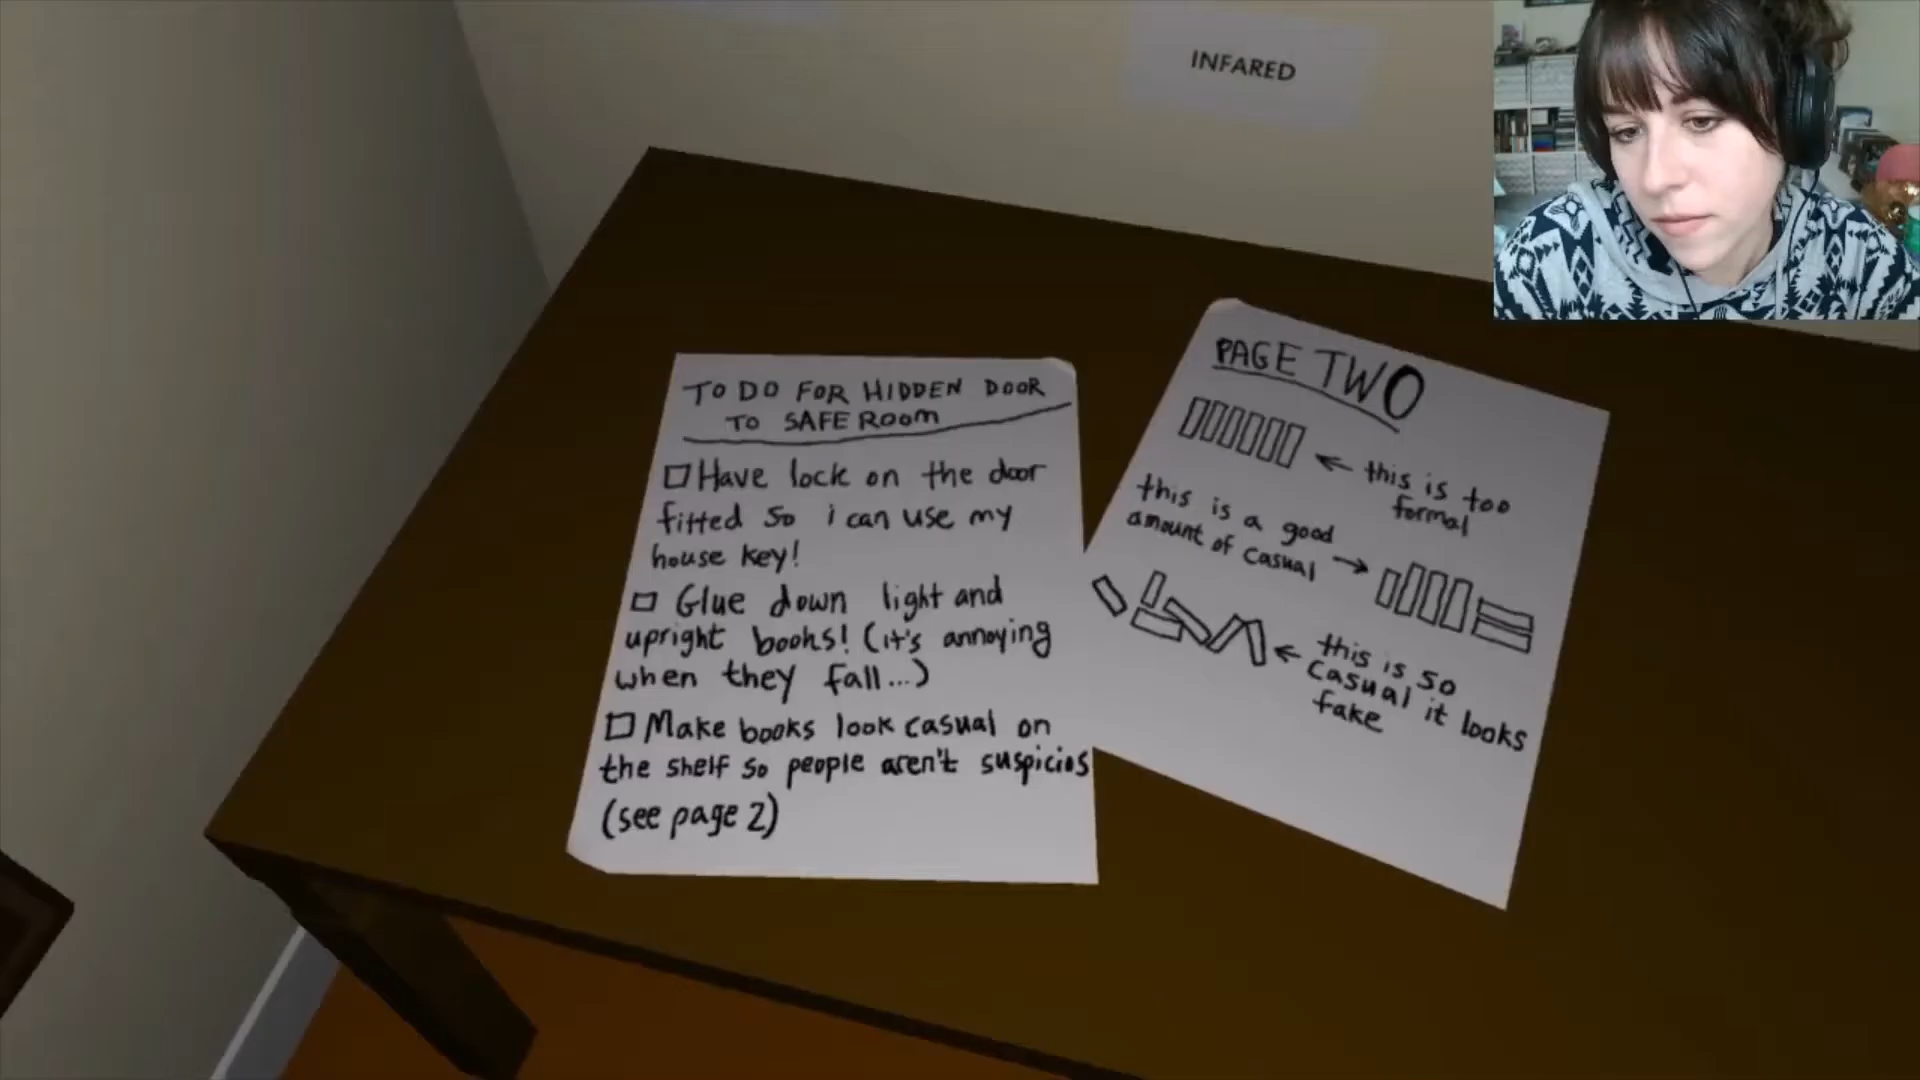 INFARED
TO DO FOR HIDDEN DOOR
TO SAFE ROOM
Have lock on the door
fitted so i can use my
house key!
Glue down light and
upright books! (it's annoying
when they fall...)
Make books look casual on
the shelf so people aren't suspicios
(see page 2)
PAGE TWO
this is too
formal
this is a good
amount of casual
this is so
casual it looks
fake